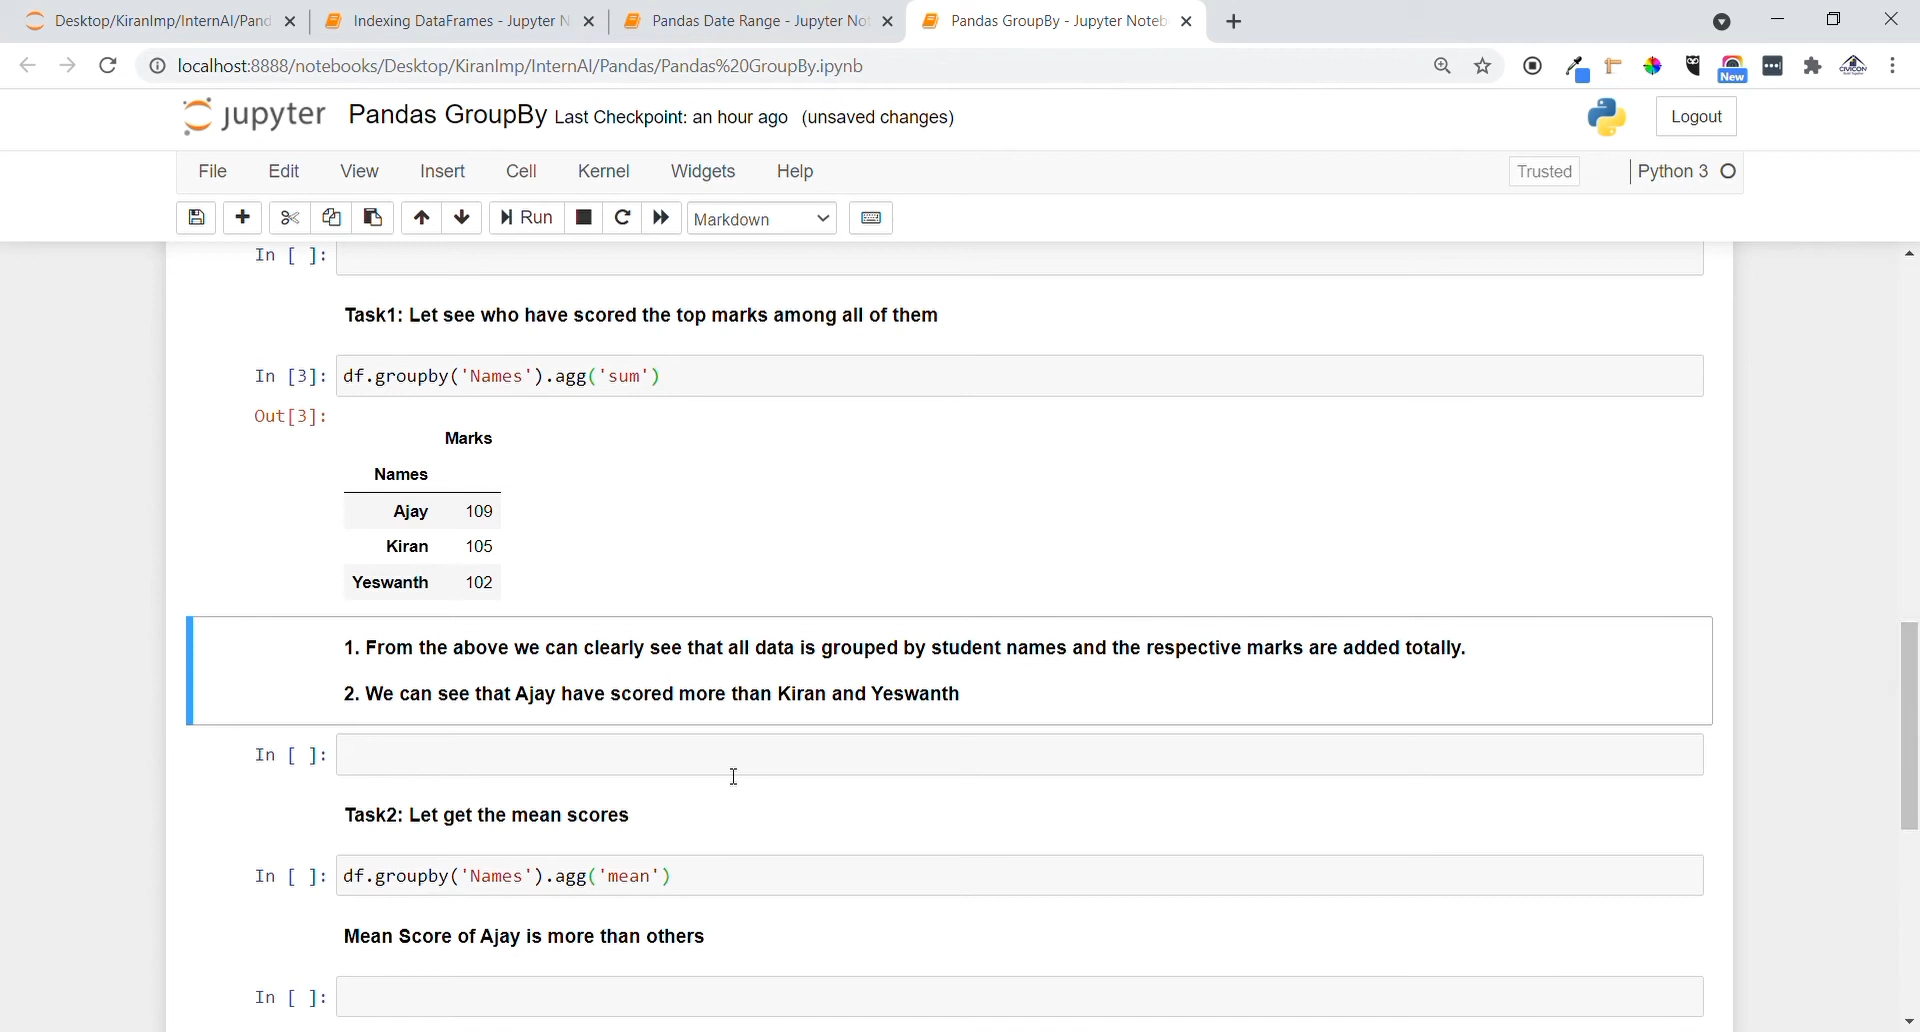 Desktop/KiranImp/InternAI/Pand
Indexing DataFrames - Jupyter N
Pandas Date Range - Jupyter No
Pandas GroupBy - Jupyter Noteb
localhost:8888/notebooks/Desktop/KiranImp/InternAI/Pandas/Pandas%20GroupBy.ipynb
New
jupyter Pandas GroupBy Last Checkpoint: an hour ago (unsaved changes)
Logout
File Edit View Insert Cell Kernel Widgets Help
Trusted
Python 3
Run
Markdown
In [ ]:
Task1: Let see who have scored the top marks among all of them
In [3]: df.groupby('Names').agg('sum')
Out[3]:
Marks
Names
Ajay 109
Kiran 105
Yeswanth 102
1. From the above we can clearly see that all data is grouped by student names and the respective marks are added totally.
2. We can see that Ajay have scored more than Kiran and Yeswanth
In [ ]:
Task2: Let get the mean scores
In [ ]: df.groupby('Names').agg('mean')
Mean Score of Ajay is more than others
In [ ]: